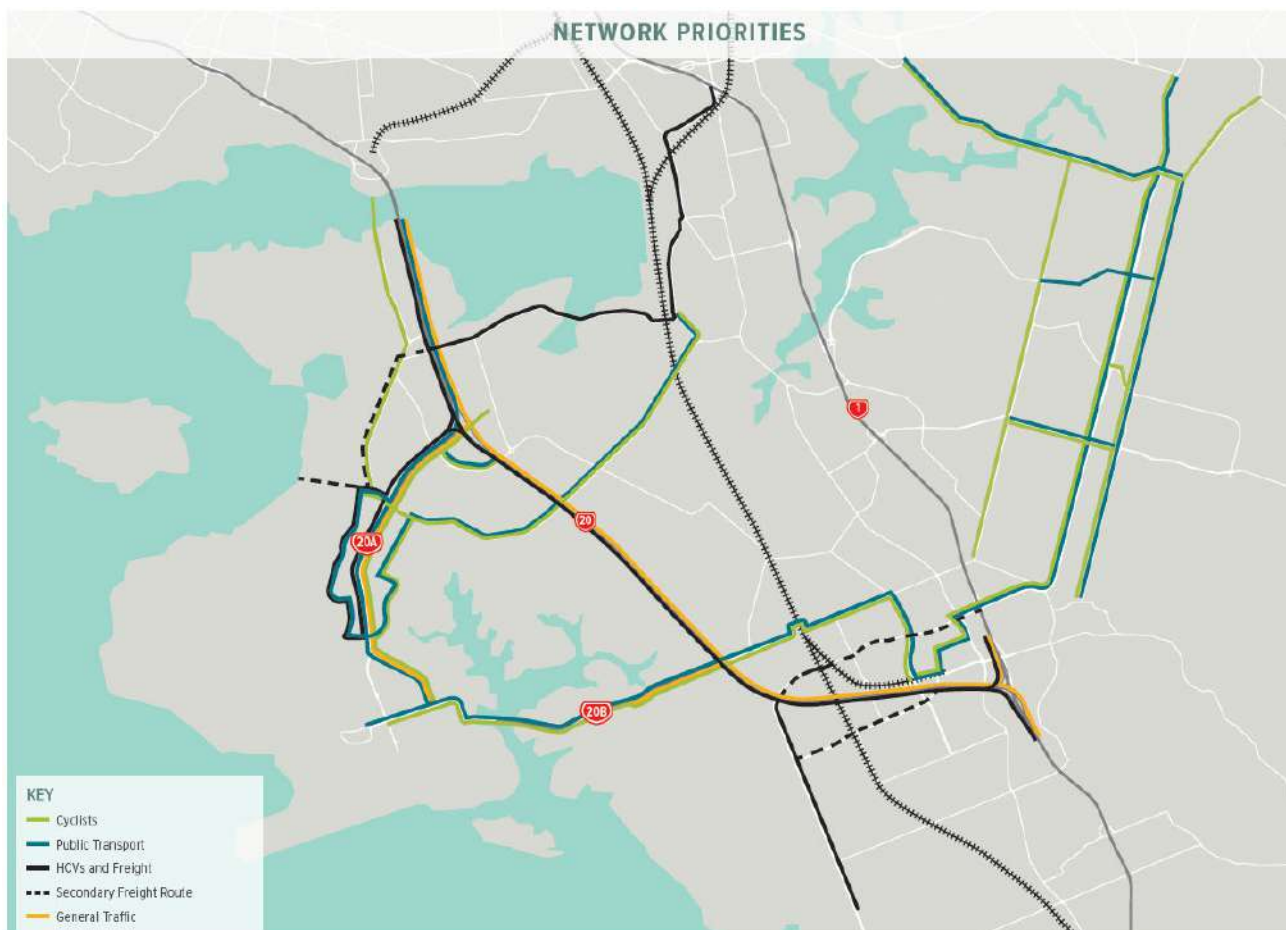 NETWORK PRIORITIES
1
20
20A
20B
KEY
Cyclists
Public Transport
HCVs and Freight
Secondary Freight Route
General Traffic